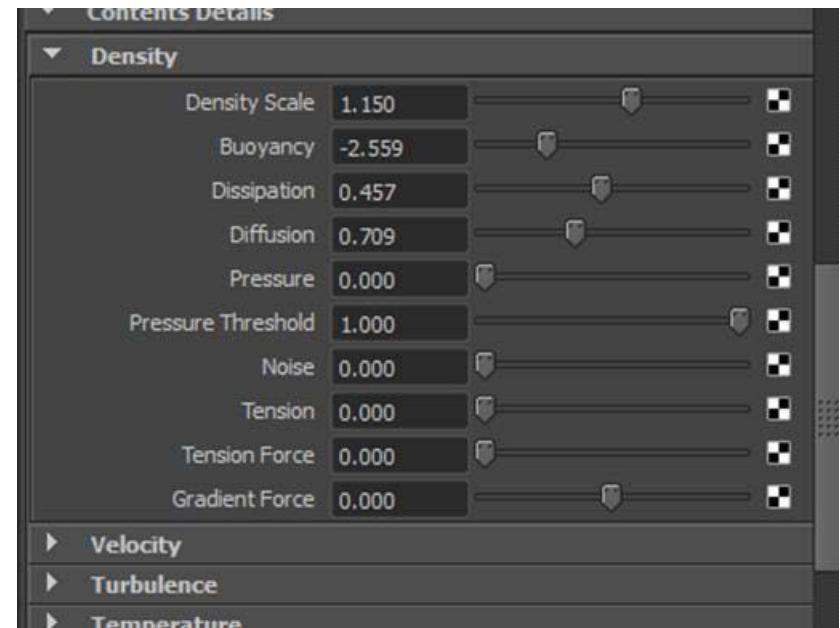 Contents Details
Density
Density Scale 1.150
Buoyancy -2.559
Dissipation 0.457
Diffusion 0.709
Pressure 0.000
Pressure Threshold 1.000
Noise 0.000
Tension 0.000
Tension Force 0.000
Gradient Force 0.000
Velocity
Turbulence
Temperature